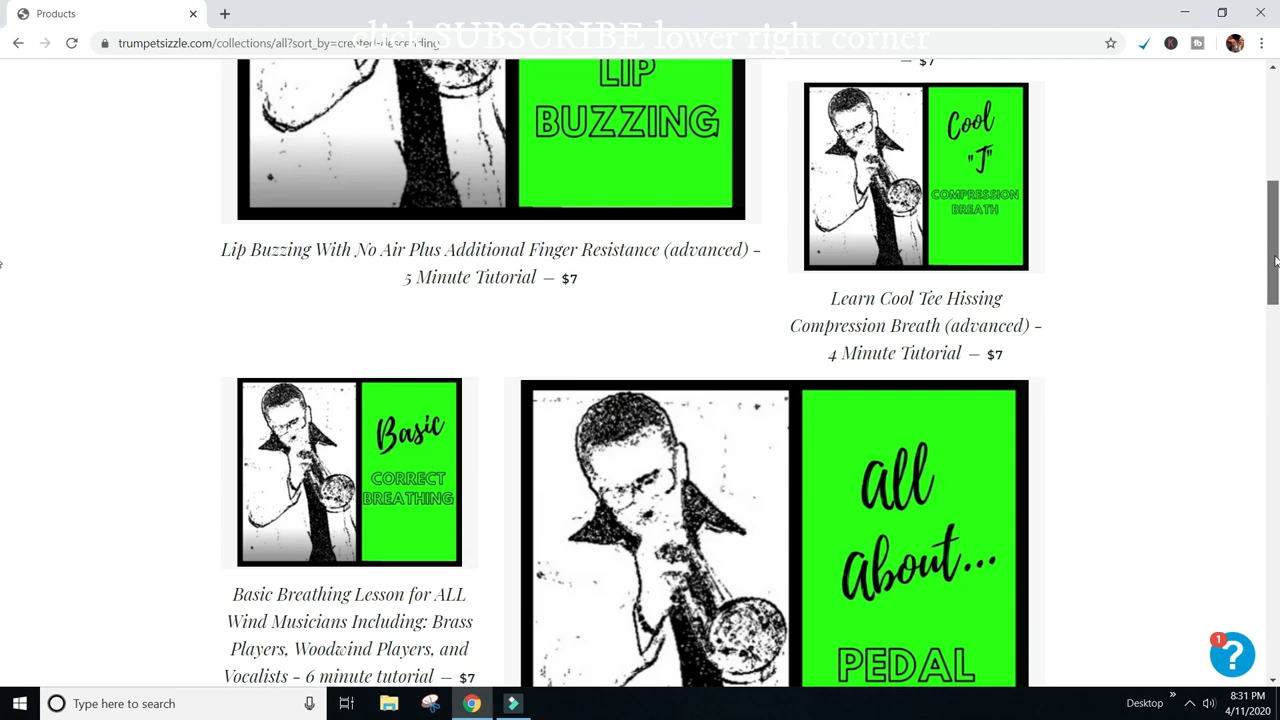 Products
click SUBSCRIBE lower right corner
trumpetsizzle.com/collections/all?sort_by=created-descending
— $7
LIP
BUZZING
Cool
"T"
COMPRESSION
BREATH
Lip Buzzing With No Air Plus Additional Finger Resistance (advanced) -
5 Minute Tutorial — $7
Learn Cool Tee Hissing
Compression Breath (advanced) -
4 Minute Tutorial — $7
Basic
CORRECT
BREATHING
All
About...
PEDAL
Basic Breathing Lesson for ALL
Wind Musicians Including: Brass
Players, Woodwind Players, and
Vocalists - 6 minute tutorial — $7
1
?
Type here to search
Desktop
8:31 PM
4/11/2020